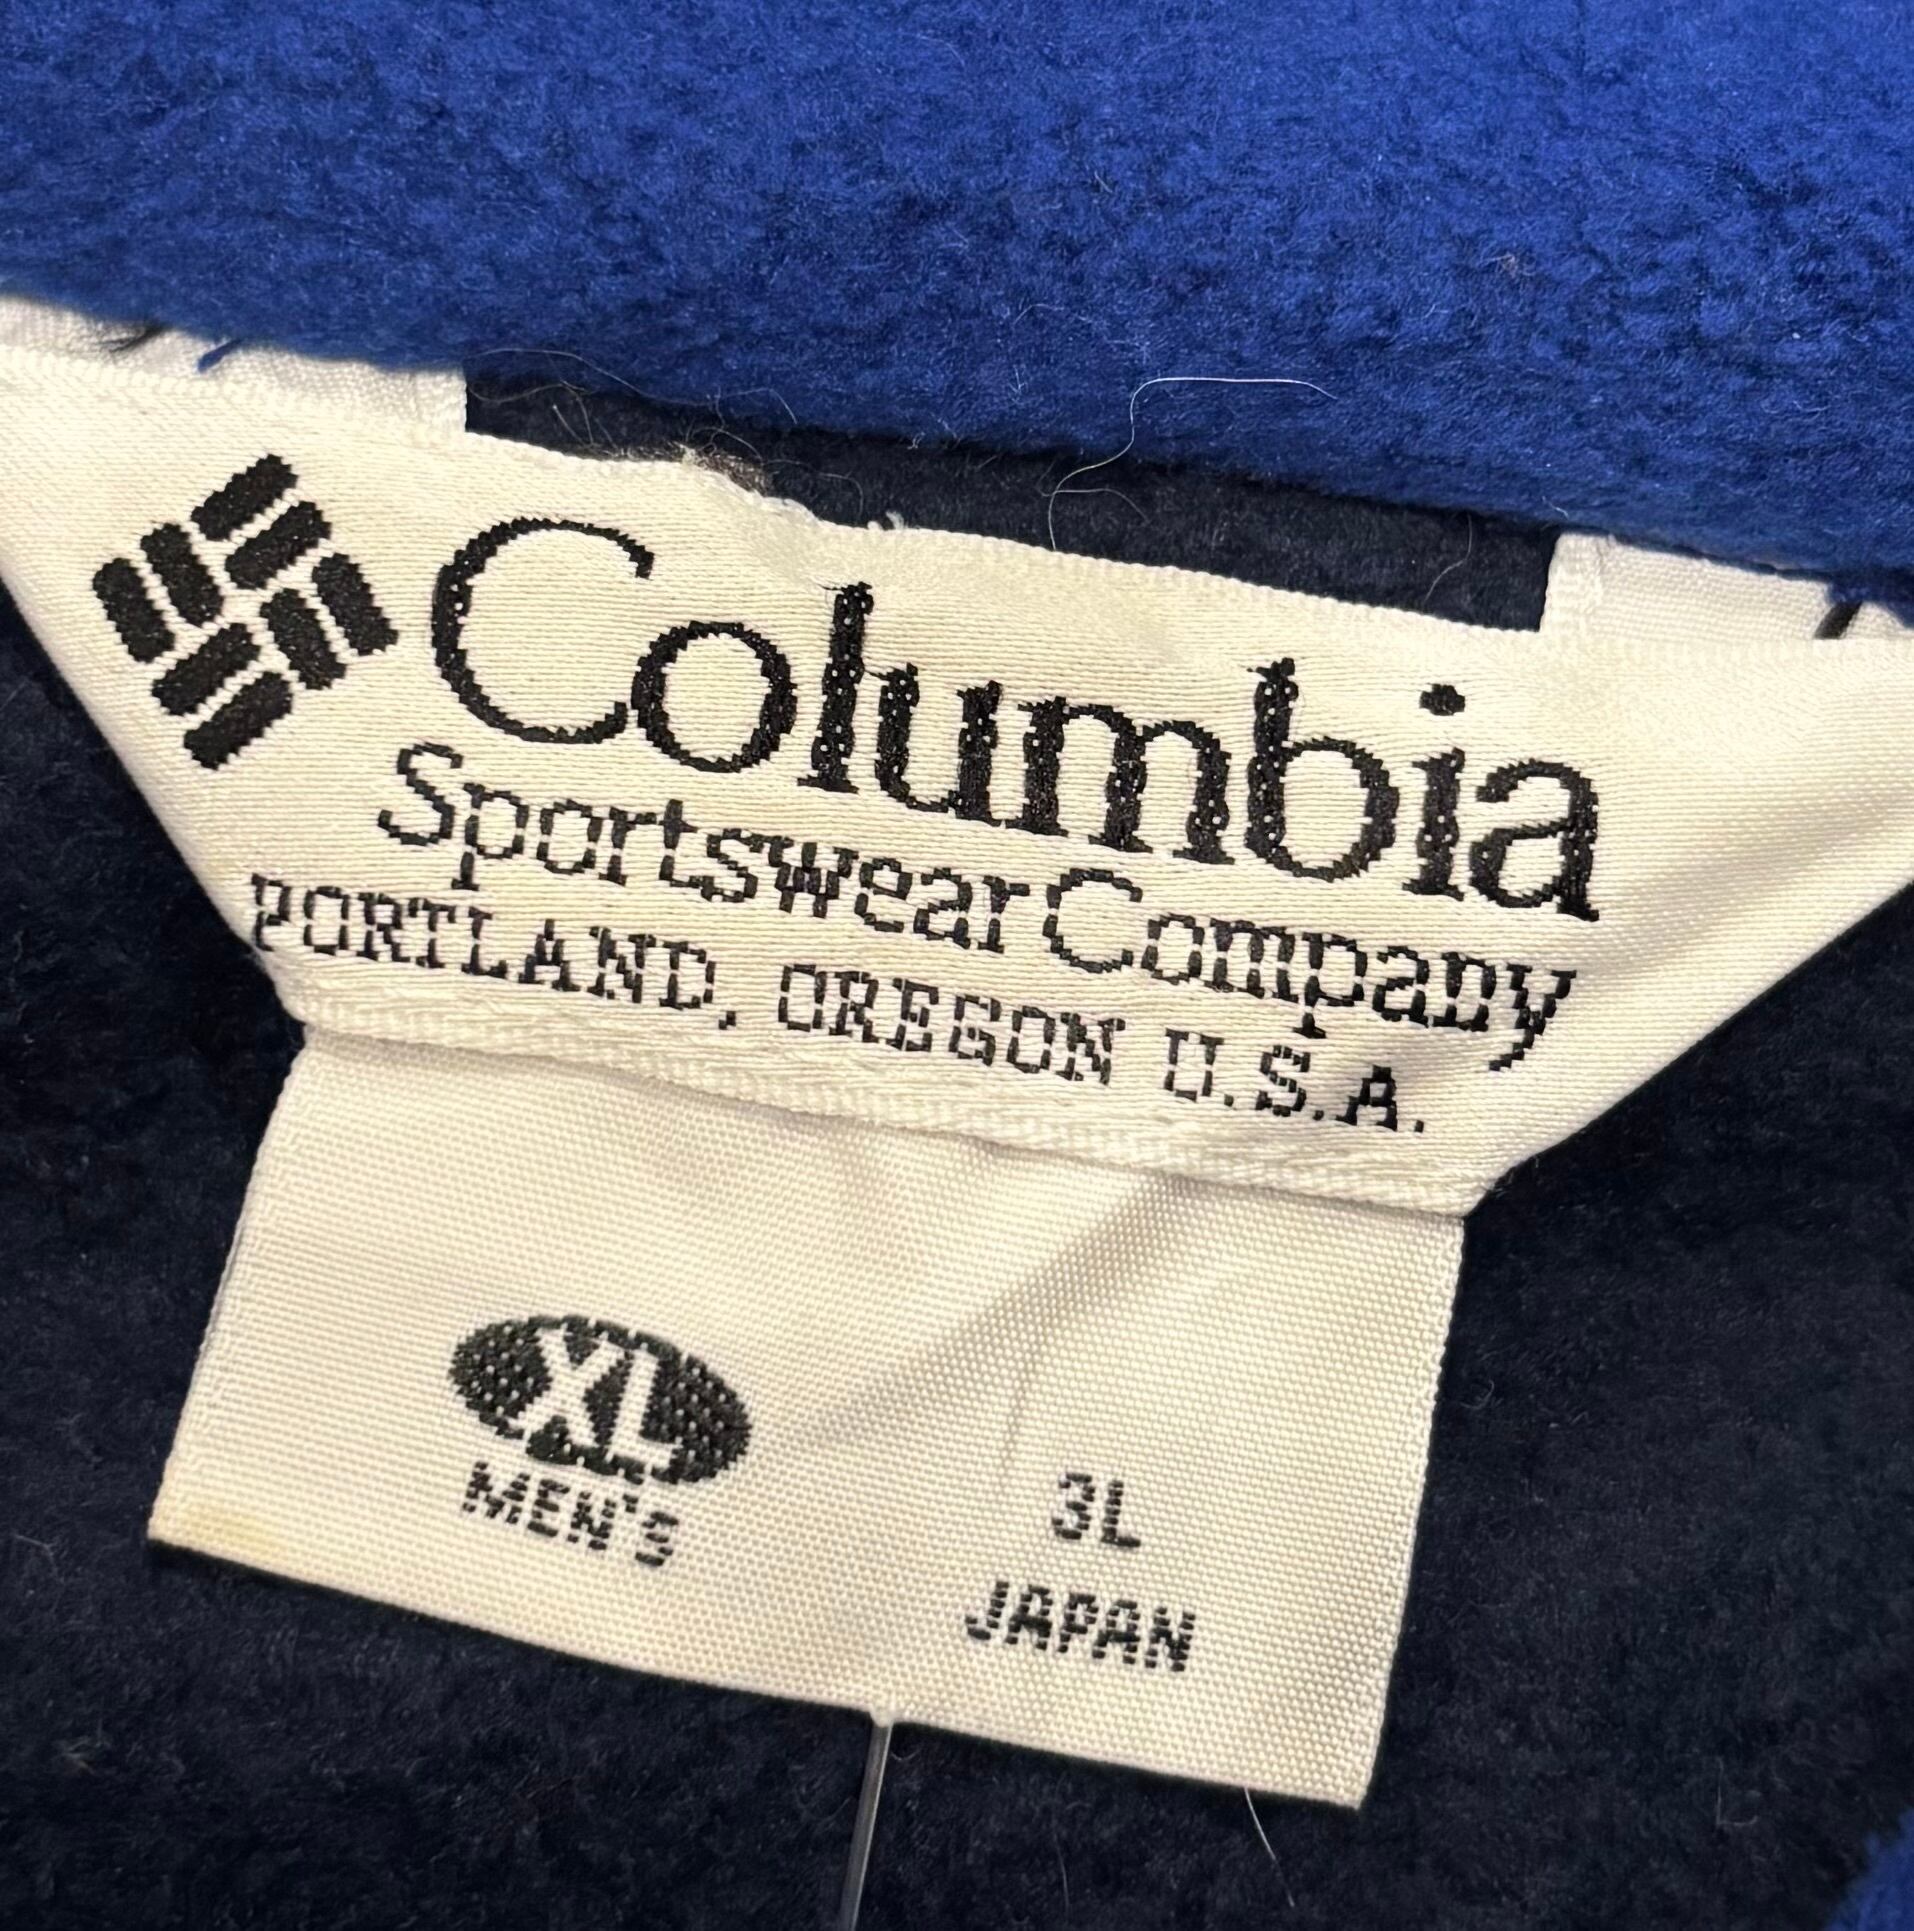 Columbia
Sportswear Company
PORTLAND, OREGON U.S.A.
XL
MEN'S
3L
JAPAN